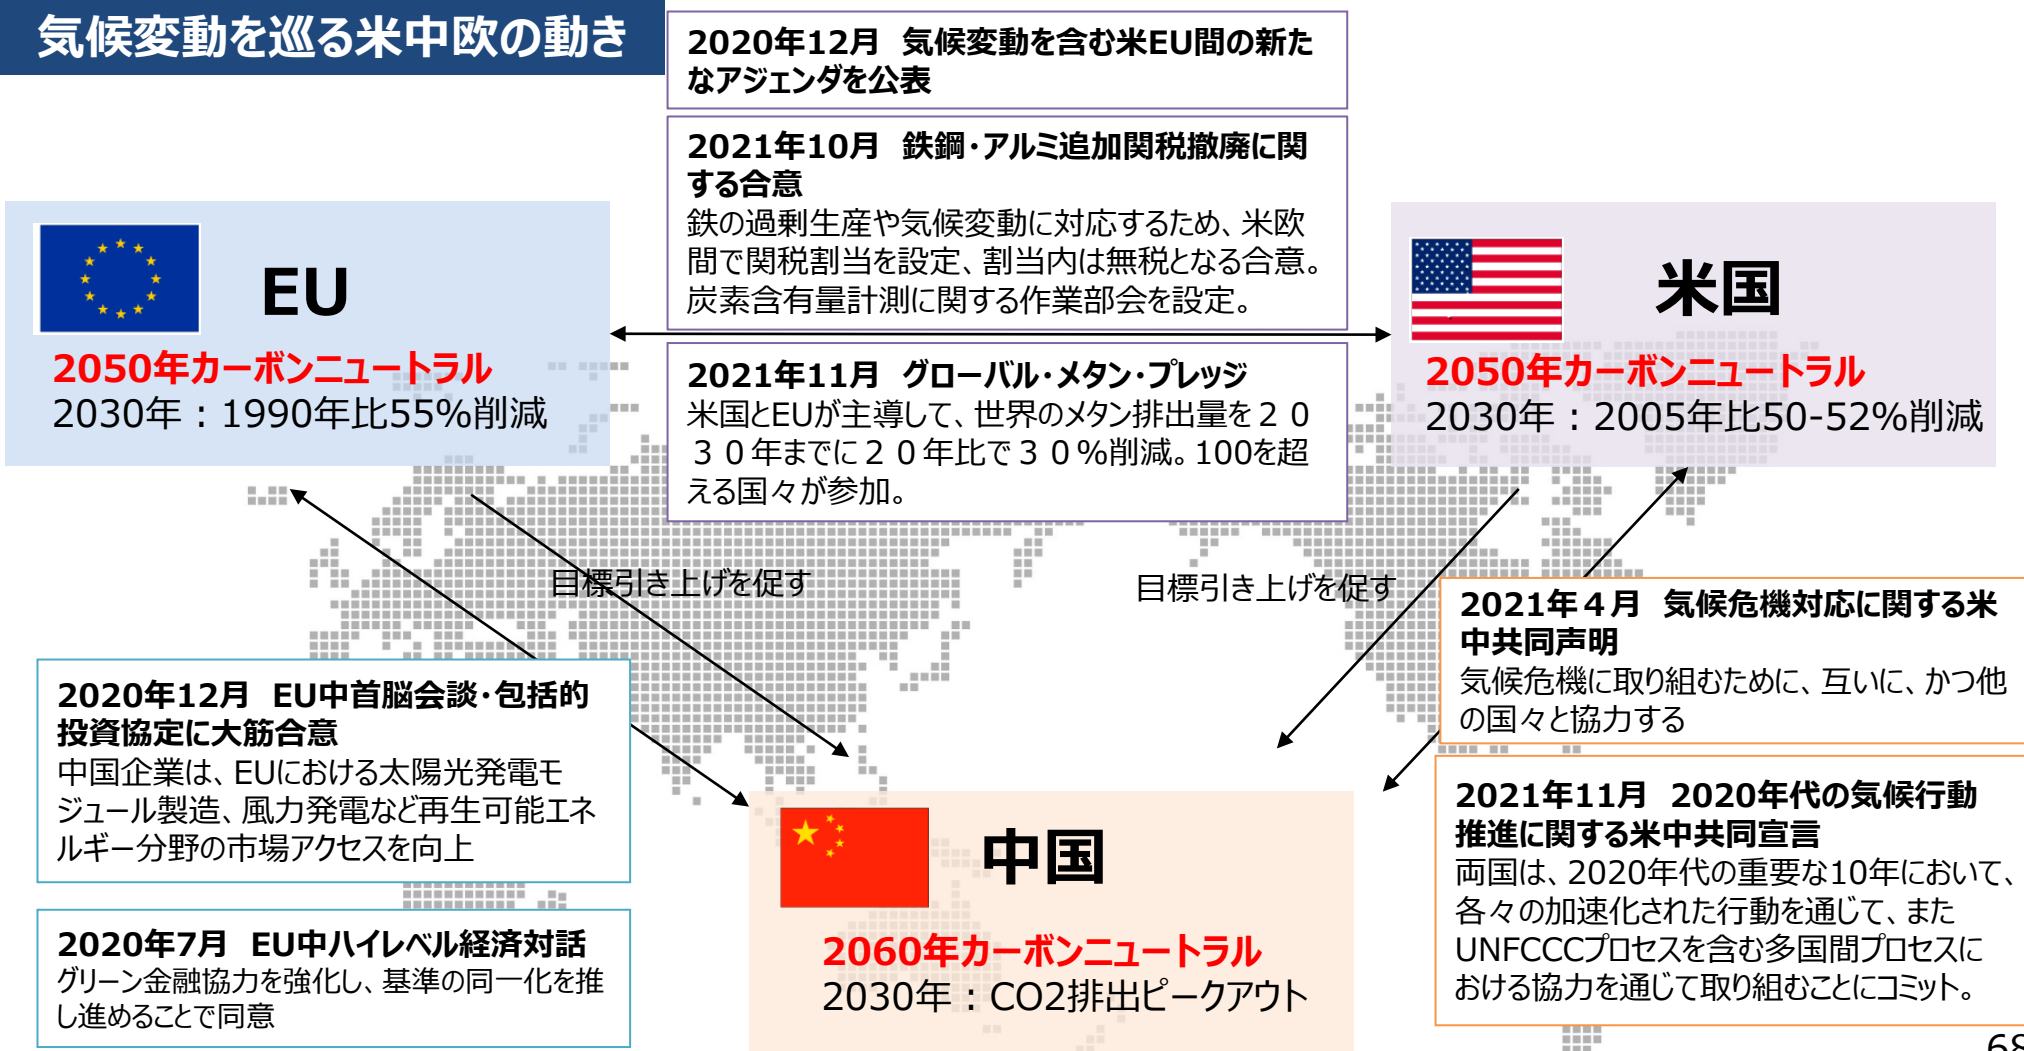 気候変動を巡る米中欧の動き
2020年12月 気候変動を含む米EU間の新た
なアジェンダを公表
2021年10月 鉄鋼・アルミ追加関税撤廃に関
する合意
鉄の過剰生産や気候変動に対応するため、米欧
間で関税割当を設定、割当内は無税となる合意。
炭素含有量計測に関する作業部会を設定。
EU
2050年カーボンニュートラル
2030年：1990年比55%削減
米国
2050年カーボンニュートラル
2030年：2005年比50-52%削減
2021年11月 グローバル・メタン・プレッジ
米国とEUが主導して、世界のメタン排出量を２０
３０年までに２０年比で３０%削減。100を超
える国々が参加。
目標引き上げを促す
目標引き上げを促す
2021年４月 気候危機対応に関する米
中共同声明
気候危機に取り組むために、互いに、かつ他
の国々と協力する
2020年12月 EU中首脳会談・包括的
投資協定に大筋合意
中国企業は、EUにおける太陽光発電モ
ジュール製造、風力発電など再生可能エネ
ルギー分野の市場アクセスを向上
2021年11月 2020年代の気候行動
推進に関する米中共同宣言
両国は、2020年代の重要な10年において、
各々の加速化された行動を通じて、また
UNFCCCプロセスを含む多国間プロセスに
おける協力を通じて取り組むことにコミット。
中国
2060年カーボンニュートラル
2030年：CO2排出ピークアウト
2020年7月 EU中ハイレベル経済対話
グリーン金融協力を強化し、基準の同一化を推
し進めることで同意
68